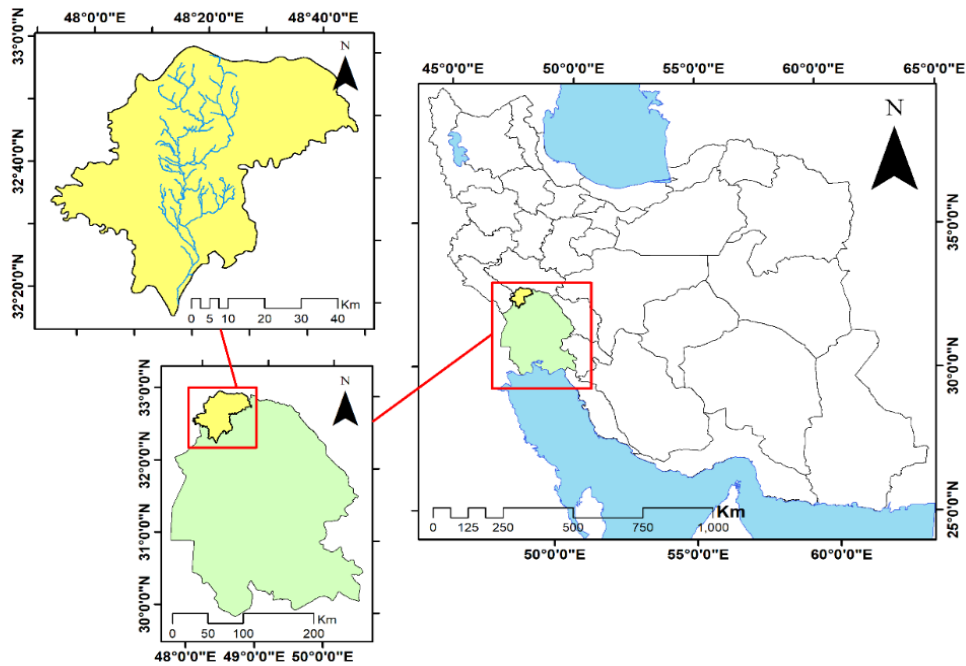 48°0'0"E 48°20'0"E 48°40'0"E
33°0'0"N
32°40'0"N
32°20'0"N
N
Km
0 5 10 20 30 40
33°0'0"N
32°0'0"N
31°0'0"N
30°0'0"N
N
Km
0 50 100 200
48°0'0"E 49°0'0"E 50°0'0"E
45°0'0"E 50°0'0"E 55°0'0"E 60°0'0"E 65°0'0"E
N
35°0'0"N
30°0'0"N
25°0'0"N
Km
0 125 250 500 750 1,000
50°0'0"E 55°0'0"E 60°0'0"E